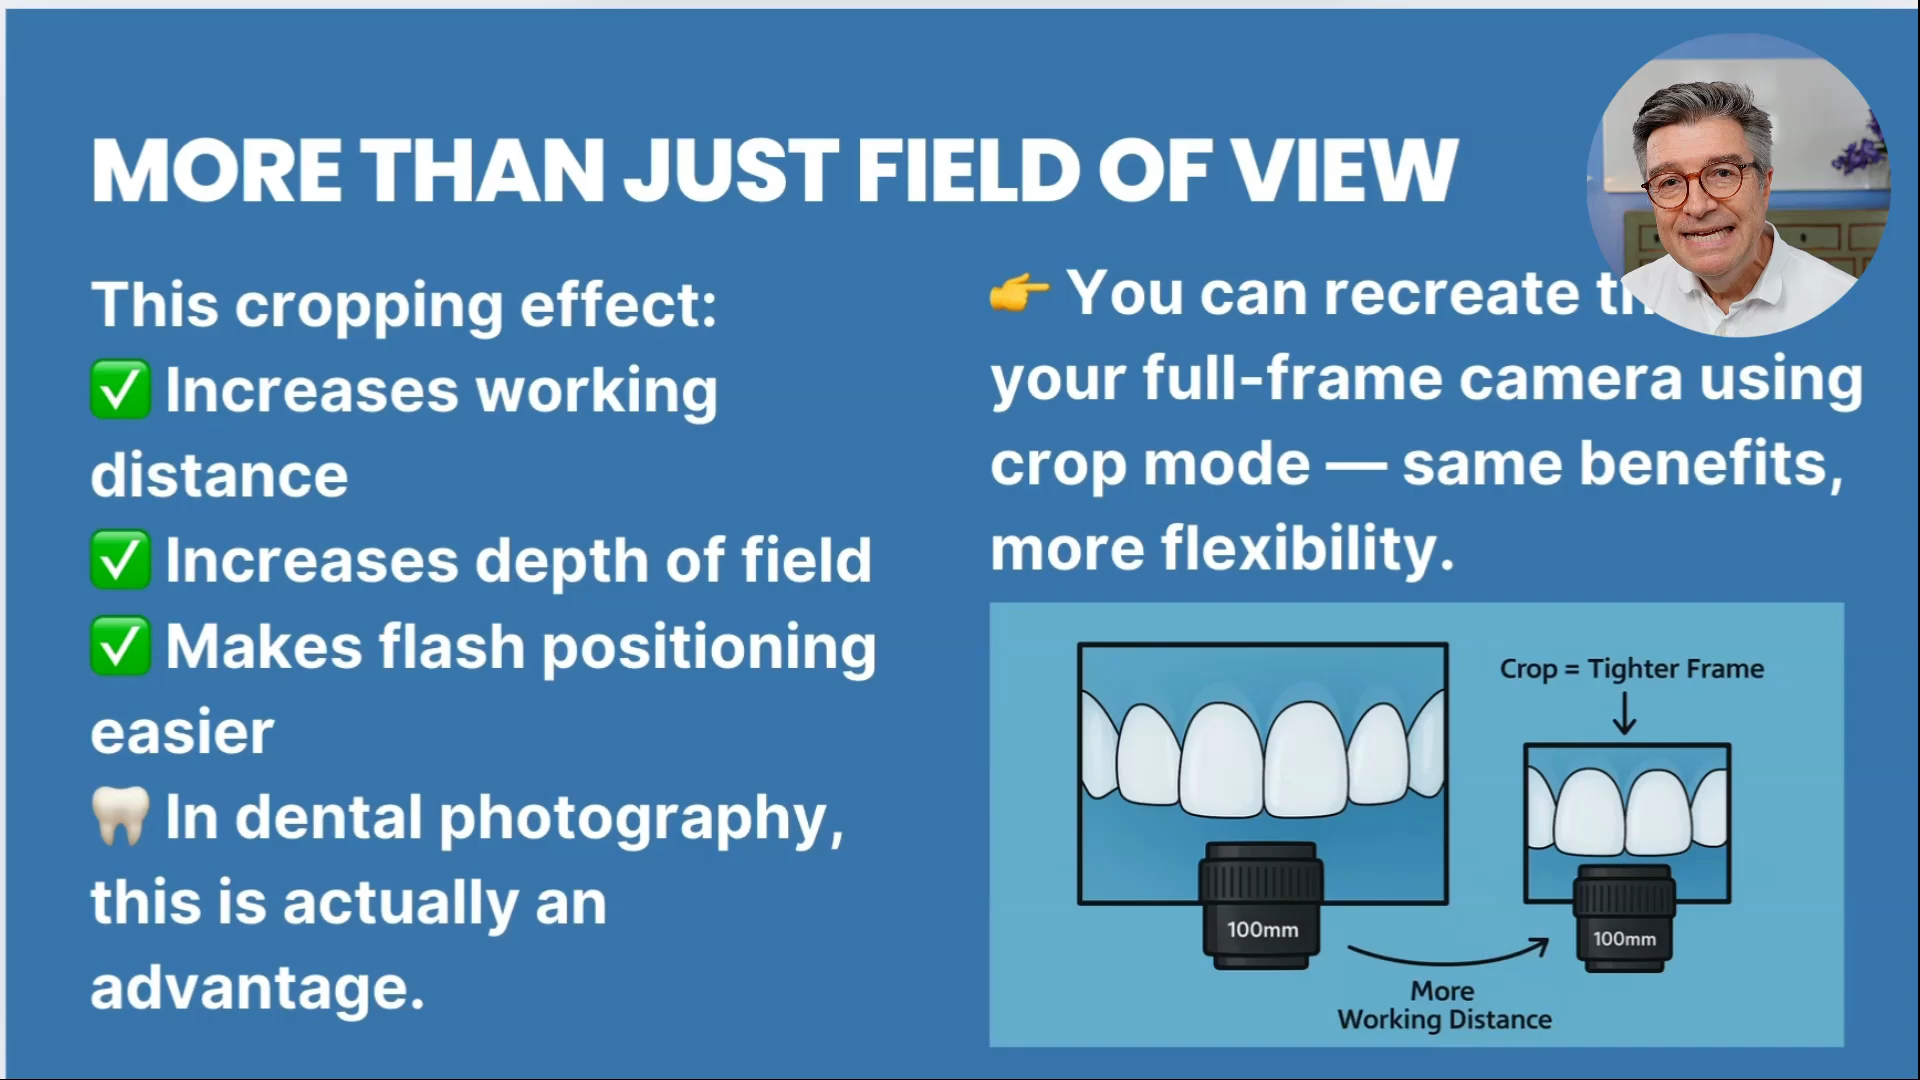 MORE THAN JUST FIELD OF VIEW
This cropping effect:
✅ Increases working
distance
✅ Increases depth of field
✅ Makes flash positioning
easier
🦷 In dental photography,
this is actually an
advantage.
👉 You can recreate
your full-frame camera using
crop mode — same benefits,
more flexibility.
Crop = Tighter Frame
100mm
100mm
More
Working Distance